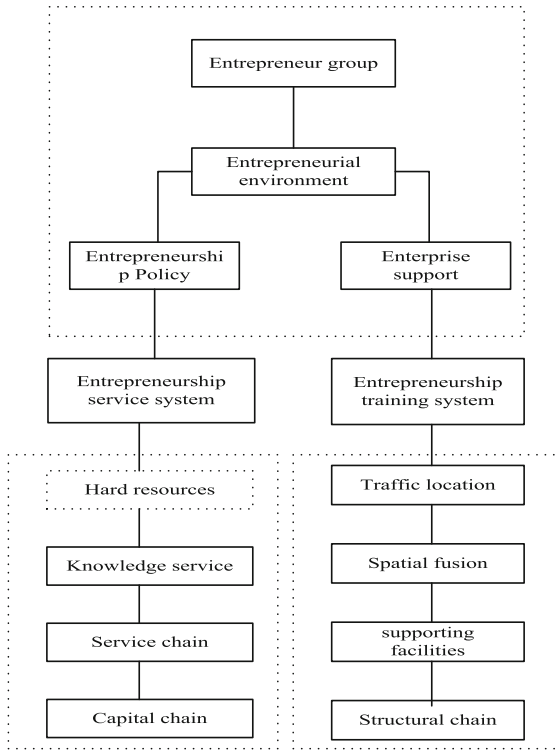 Entrepreneur group
Entrepreneurial
environment
Entrepreneurshi
p Policy
Enterprise
support
Entrepreneurship
service system
Entrepreneurship
training system
Hard resources
Knowledge service
Service chain
Capital chain
Traffic location
Spatial fusion
supporting
facilities
Structural chain